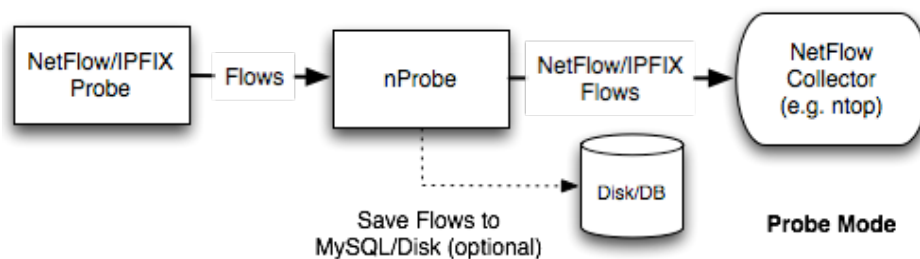 NetFlow/IPFIX
Probe
Flows
nProbe
NetFlow/IPFIX
Flows
NetFlow
Collector
(e.g. ntop)
Disk/DB
Save Flows to
MySQL/Disk (optional)
Probe Mode